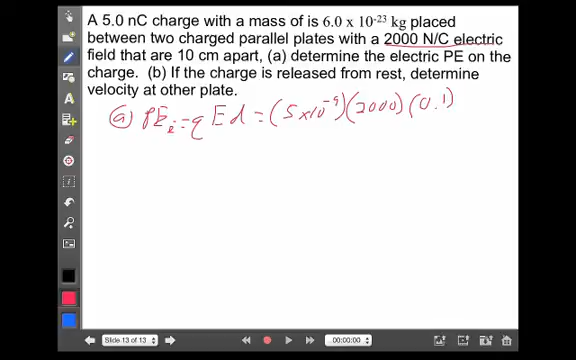 A 5.0 nC charge with a mass of is 6.0 x 10⁻²³ kg placed
between two charged parallel plates with a 2000 N/C electric
field that are 10 cm apart, (a) determine the electric PE on the
charge. (b) If the charge is released from rest, determine
velocity at other plate.
(a) PEᵢ = q E d = (5 x 10⁻⁹)(2000)(0.1)
Slide 13 of 13
00:00:00